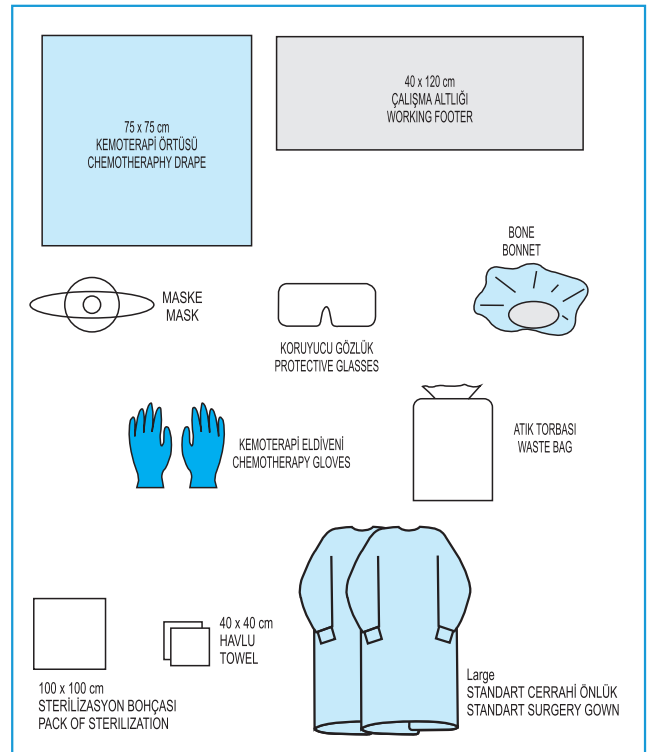 75 x 75 cm
KEMOTERAPİ ÖRTÜSÜ
CHEMOTHERAPHY DRAPE
40 x 120 cm
ÇALIŞMA ALTLIĞI
WORKING FOOTER
BONE
BONNET
MASKE
MASK
KORUYUCU GÖZLÜK
PROTECTIVE GLASSES
KEMOTERAPİ ELDİVENİ
CHEMOTHERAPY GLOVES
ATIK TORBASI
WASTE BAG
40 x 40 cm
HAVLU
TOWEL
100 x 100 cm
STERİLİZASYON BOHÇASI
PACK OF STERILIZATION
Large
STANDART CERRAHİ ÖNLÜK
STANDART SURGERY GOWN